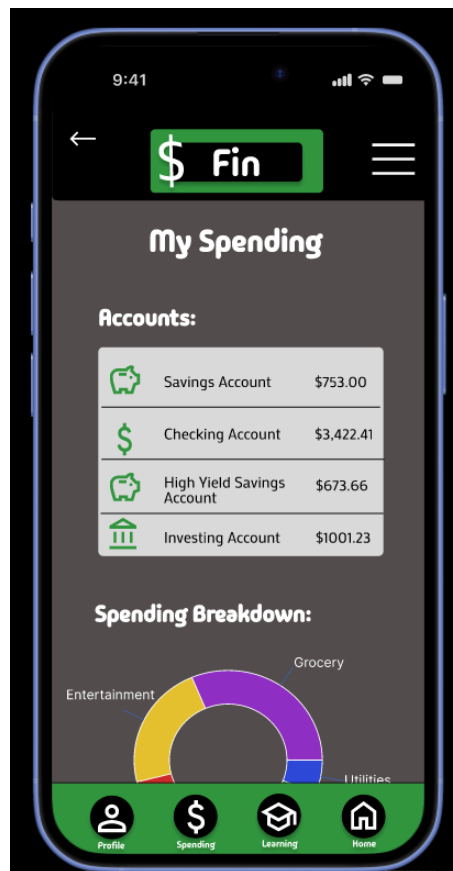 9:41
$ Fin
My Spending
Accounts:
Savings Account $753.00
$ Checking Account $3,422.41
High Yield Savings $673.66
Account
Investing Account $1001.23
Spending Breakdown:
Grocery
Entertainment
Utilities
$
Profile Spending Learning Home